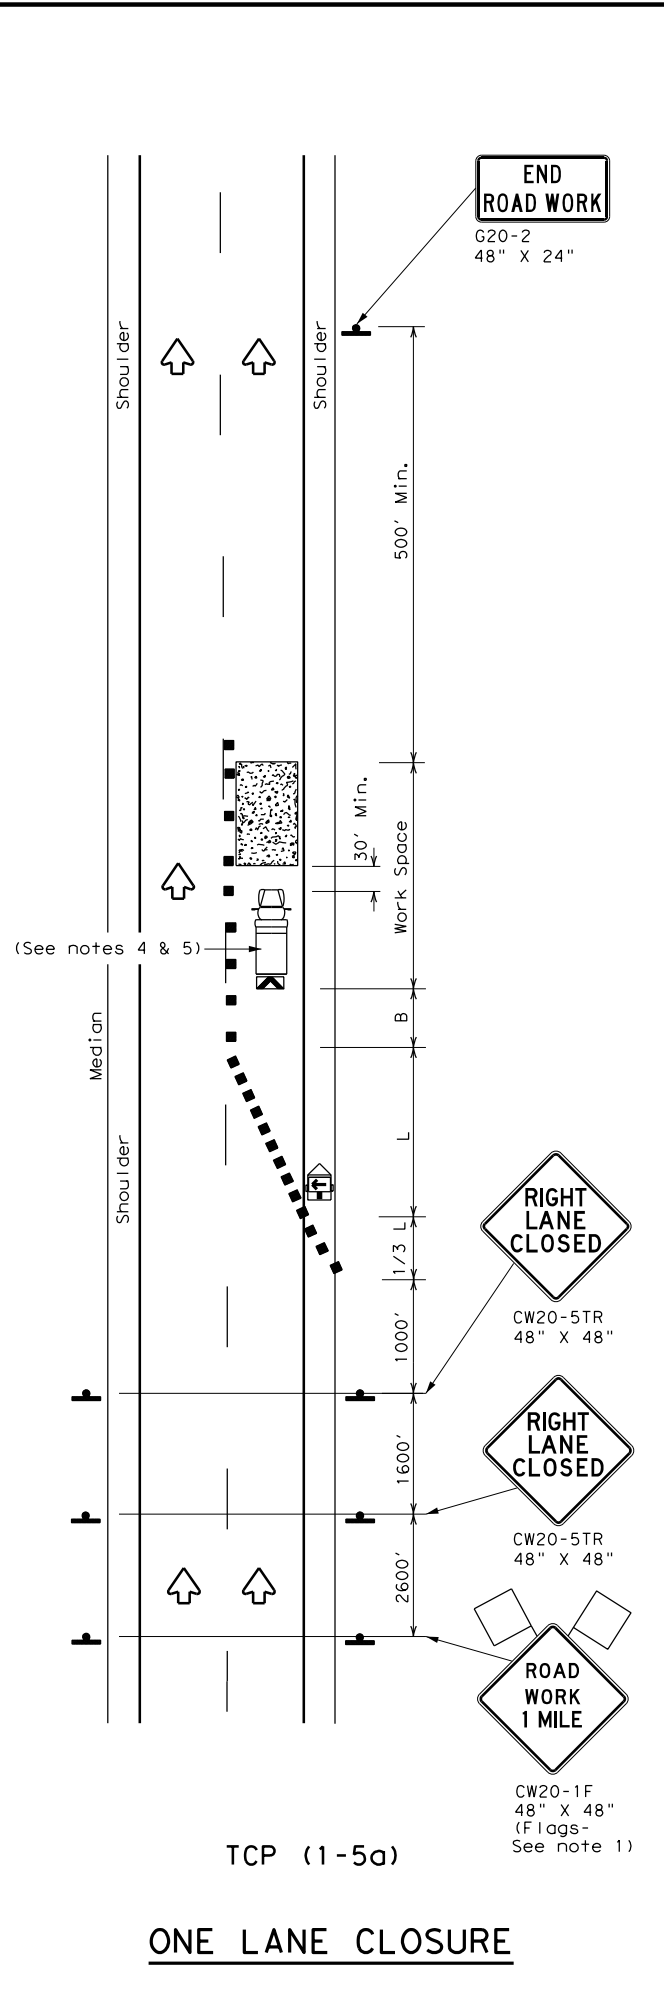 END
ROAD WORK
G20-2
48" X 24"
Shoulder
Shoulder
500' Min.
30' Min.
Work Space
(See notes 4 & 5)
B
Median
L
Shoulder
1/3 L
RIGHT
LANE
CLOSED
CW20-5TR
48" X 48"
1000'
RIGHT
LANE
CLOSED
CW20-5TR
48" X 48"
1600'
2600'
ROAD
WORK
1 MILE
CW20-1F
48" X 48"
(Flags-
See note 1)
TCP (1-5a)
ONE LANE CLOSURE